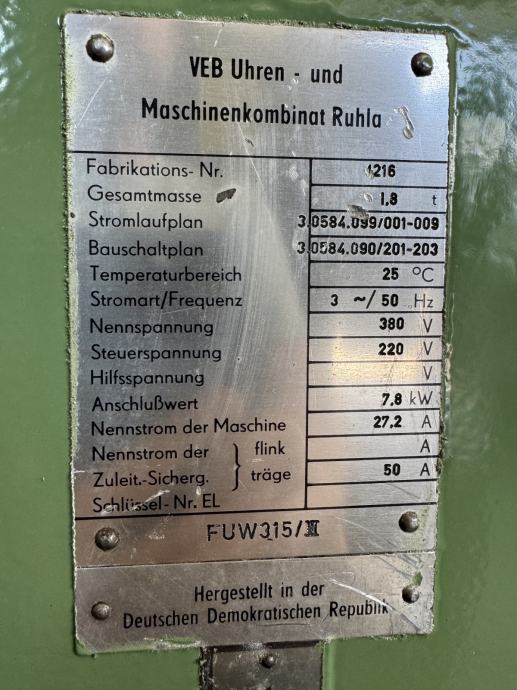 VEB Uhren - und
Maschinenkombinat Ruhla
Fabrikations- Nr. 1216
Gesamtmasse 1,8 t
Stromlaufplan 3.0584.099/001-009
Bauschaltplan 3.0584.090/201-203
Temperaturbereich 25 °C
Stromart/Frequenz 3 ~/ 50 Hz
Nennspannung 380 V
Steuerspannung 220 V
Hilfsspannung V
Anschlußwert 7,8 kW
Nennstrom der Maschine 27,2 A
Nennstrom der } flink A
Zuleit.-Sicherg. träge 50 A
Schlüssel- Nr. EL
FUW315/III
Hergestellt in der
Deutschen Demokratischen Republik